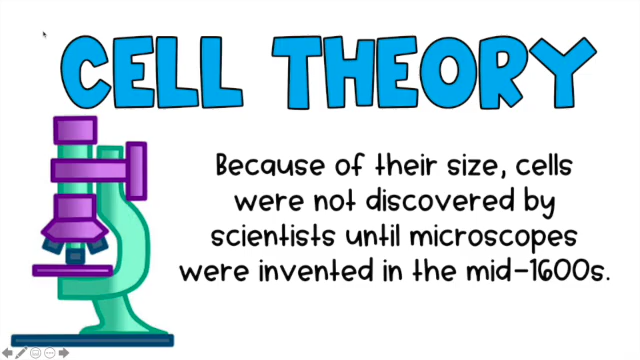 CELL THEORY
Because of their size, cells
were not discovered by
scientists until microscopes
were invented in the mid-1600s.